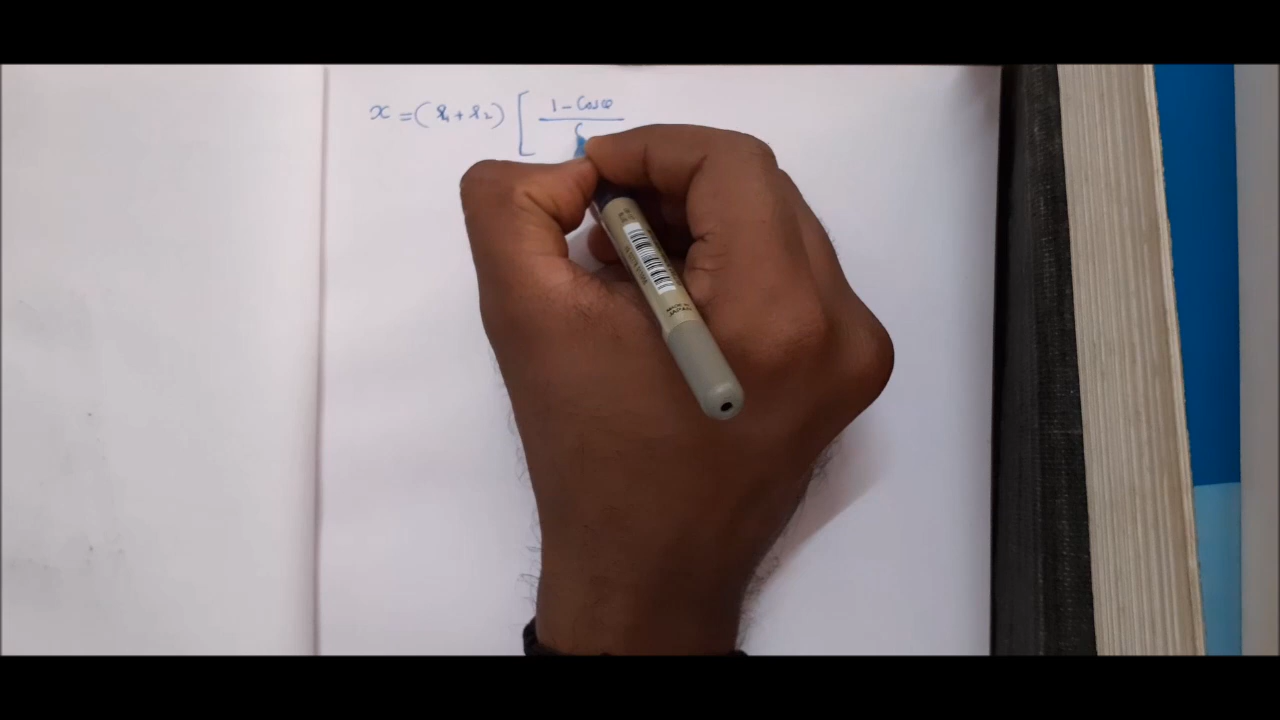 x = (r₁ + r₂) [ 1 - Cosθ / C